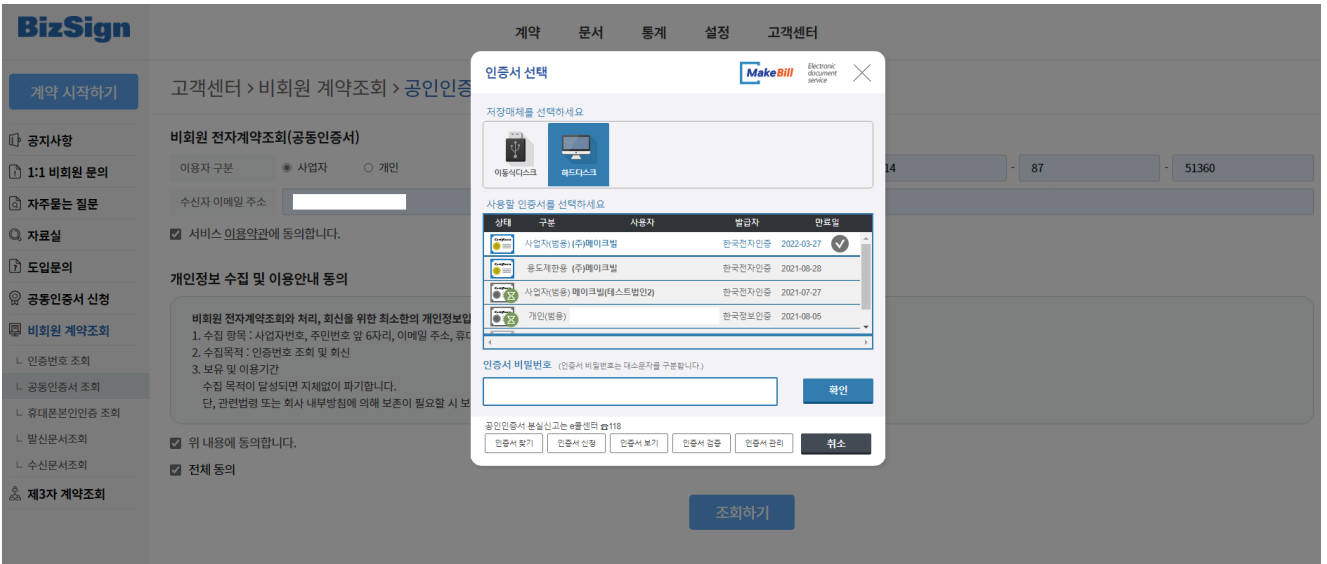 BizSign
계약 문서 통계 설정 고객센터
계약 시작하기
공지사항
1:1 비회원 문의
자주묻는 질문
자료실
도입문의
공동인증서 신청
비회원 계약조회
ㄴ 인증번호 조회
ㄴ 공동인증서 조회
ㄴ 휴대폰본인인증 조회
ㄴ 발신문서조회
ㄴ 수신문서조회
제3자 계약조회
고객센터 > 비회원 계약조회 > 공인인증
비회원 전자계약조회(공동인증서)
이용자 구분 사업자 개인 14 - 87 - 51360
수신자 이메일 주소
서비스 이용약관에 동의합니다.
개인정보 수집 및 이용안내 동의
비회원 전자계약조회와 처리, 회신을 위한 최소한의 개인정보입
1. 수집 항목 : 사업자번호, 주민번호 앞 6자리, 이메일 주소, 휴대
2. 수집목적 : 인증번호 조회 및 회신
3. 보유 및 이용기간
수집 목적이 달성되면 지체없이 파기합니다.
단, 관련법령 또는 회사 내부방침에 의해 보존이 필요할 시 보
위 내용에 동의합니다.
전체 동의
조회하기
인증서 선택
MakeBill Electronic document service
저장매체를 선택하세요
이동식디스크 하드디스크
사용할 인증서를 선택하세요
상태 구분 사용자 발급자 만료일
사업자(범용) (주)메이크빌 한국전자인증 2022-03-27
용도제한용 (주)메이크빌 한국전자인증 2021-08-28
사업자(범용) 메이크빌(테스트법인2) 한국전자인증 2021-07-27
개인(범용) 한국정보인증 2021-08-05
인증서 비밀번호 (인증서 비밀번호는 대소문자를 구분합니다.)
확인
공인인증서 분실신고는 e콜센터 ☎118
인증서 찾기 인증서 신청 인증서 보기 인증서 검증 인증서 관리 취소